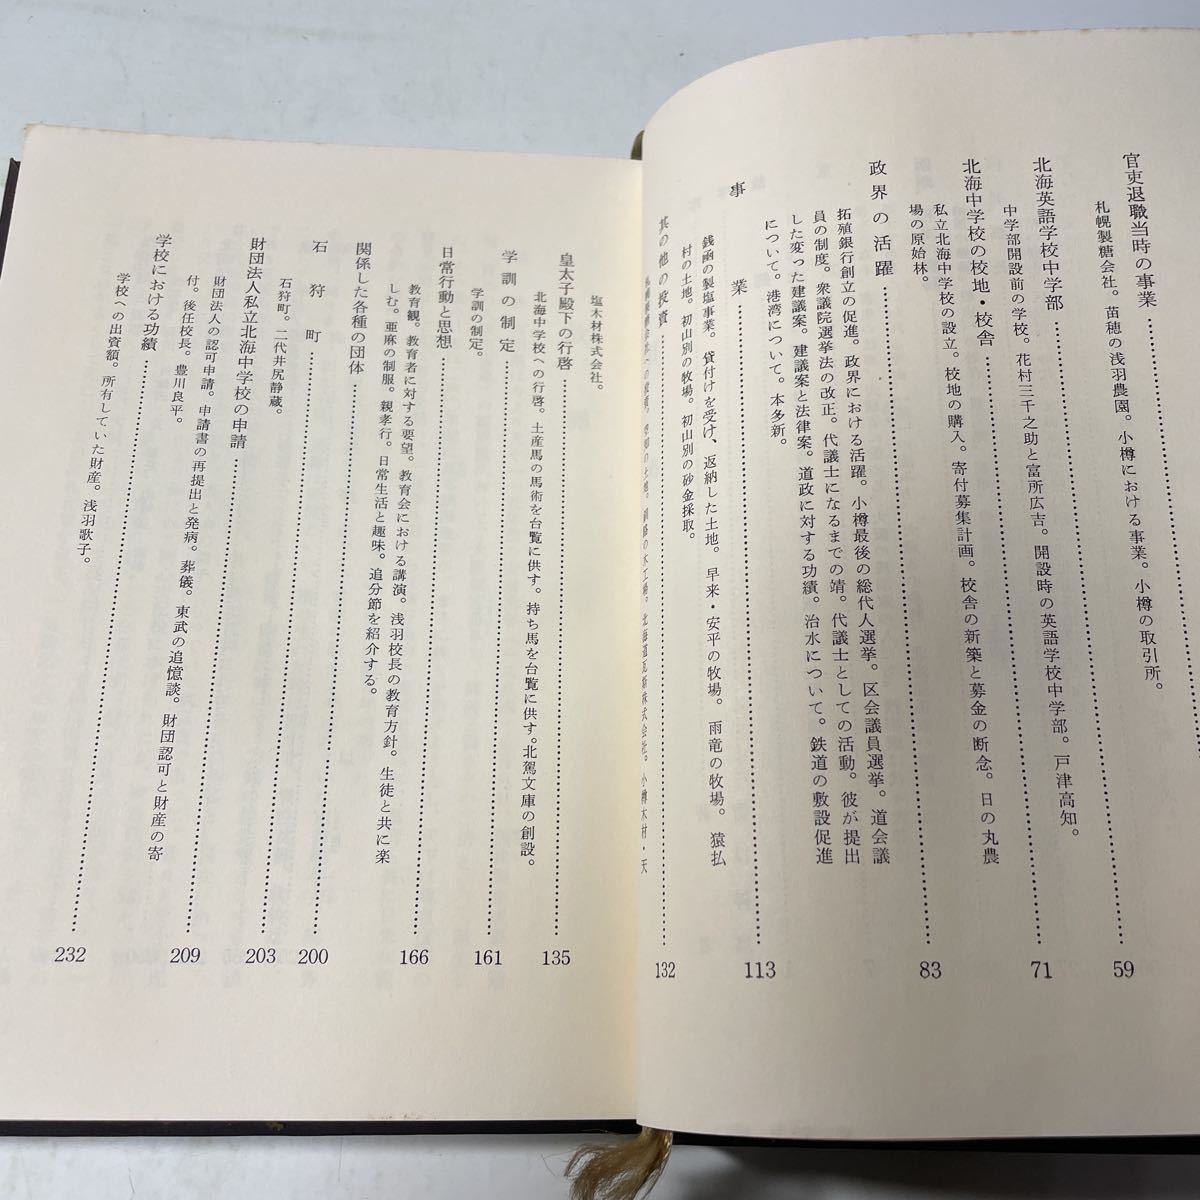 官吏退職当時の事業……59
札幌製糖会社。苗穂の浅羽農園。小樽における事業。小樽の取引所。
北海英語学校中学部……71
中学部開設前の学校。花村三千之助と富所広吉。開設時の英語学校中学部。戸津高知。
北海中学校の校地・校舎……83
私立北海中学校の設立。校地の購入。寄付募集計画。校舎の新築と募金の断念。日の丸農
場の原始林。
政界の活躍……
拓殖銀行創立の促進。政界における活躍。小樽最後の総代人選挙。区会議員選挙。道会議
員の制度。衆議院選挙法の改正。代議士になるまでの靖。代議士としての活動。彼が提出
した変った建議案。建議案と法律案。道政に対する功績。治水について。鉄道の敷設促進
について。港湾について。本多新。
事業……113
銭函の製塩事業。貸付けを受け、返納した土地。早来・安平の牧場。雨竜の牧場。猿払
村の土地。初山別の牧場。初山別の砂金採取。
其の他の投資……132
の木工場。北海道瓦斯株式会社。小樽木材・天
塩木材株式会社。
皇太子殿下の行啓……135
北海中学校への行啓。土産馬の馬術を台覧に供す。持ち馬を台覧に供す。北駕文庫の創設。
学訓の制定……161
学訓の制定。
日常行動と思想……166
教育観。教育者に対する要望。教育会における講演。浅羽校長の教育方針。生徒と共に楽
しむ。亜麻の制服。親孝行。日常生活と趣味。追分節を紹介する。
関係した各種の団体……
石狩町……200
石狩町。二代井尻静蔵。
財団法人私立北海中学校の申請……203
財団法人の認可申請。申請書の再提出と発病。葬儀。東武の追憶談。財団認可と財産の寄
付。後任校長。豊川良平。
209
学校における功績……232
学校への出資額。所有していた財産。浅羽歌子。